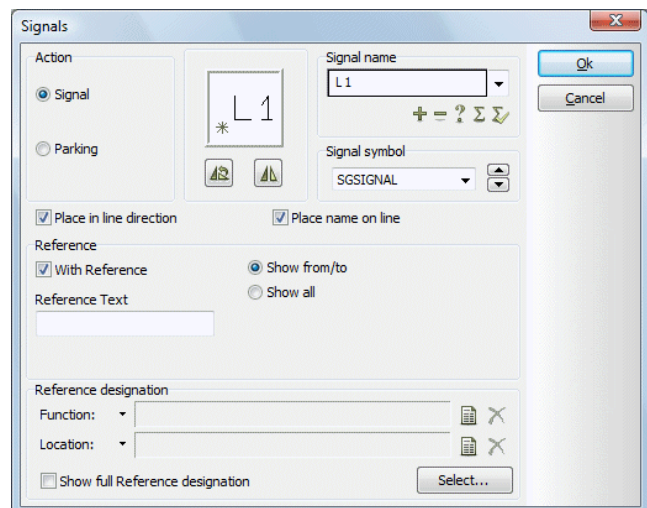 Signals
Action
Signal
Parking
L1
Signal name
L1
+ = ? Σ Σ
Signal symbol
SGSIGNAL
Ok
Cancel
Place in line direction
Place name on line
Reference
With Reference
Show from/to
Show all
Reference Text
Reference designation
Function:
Location:
Show full Reference designation
Select...